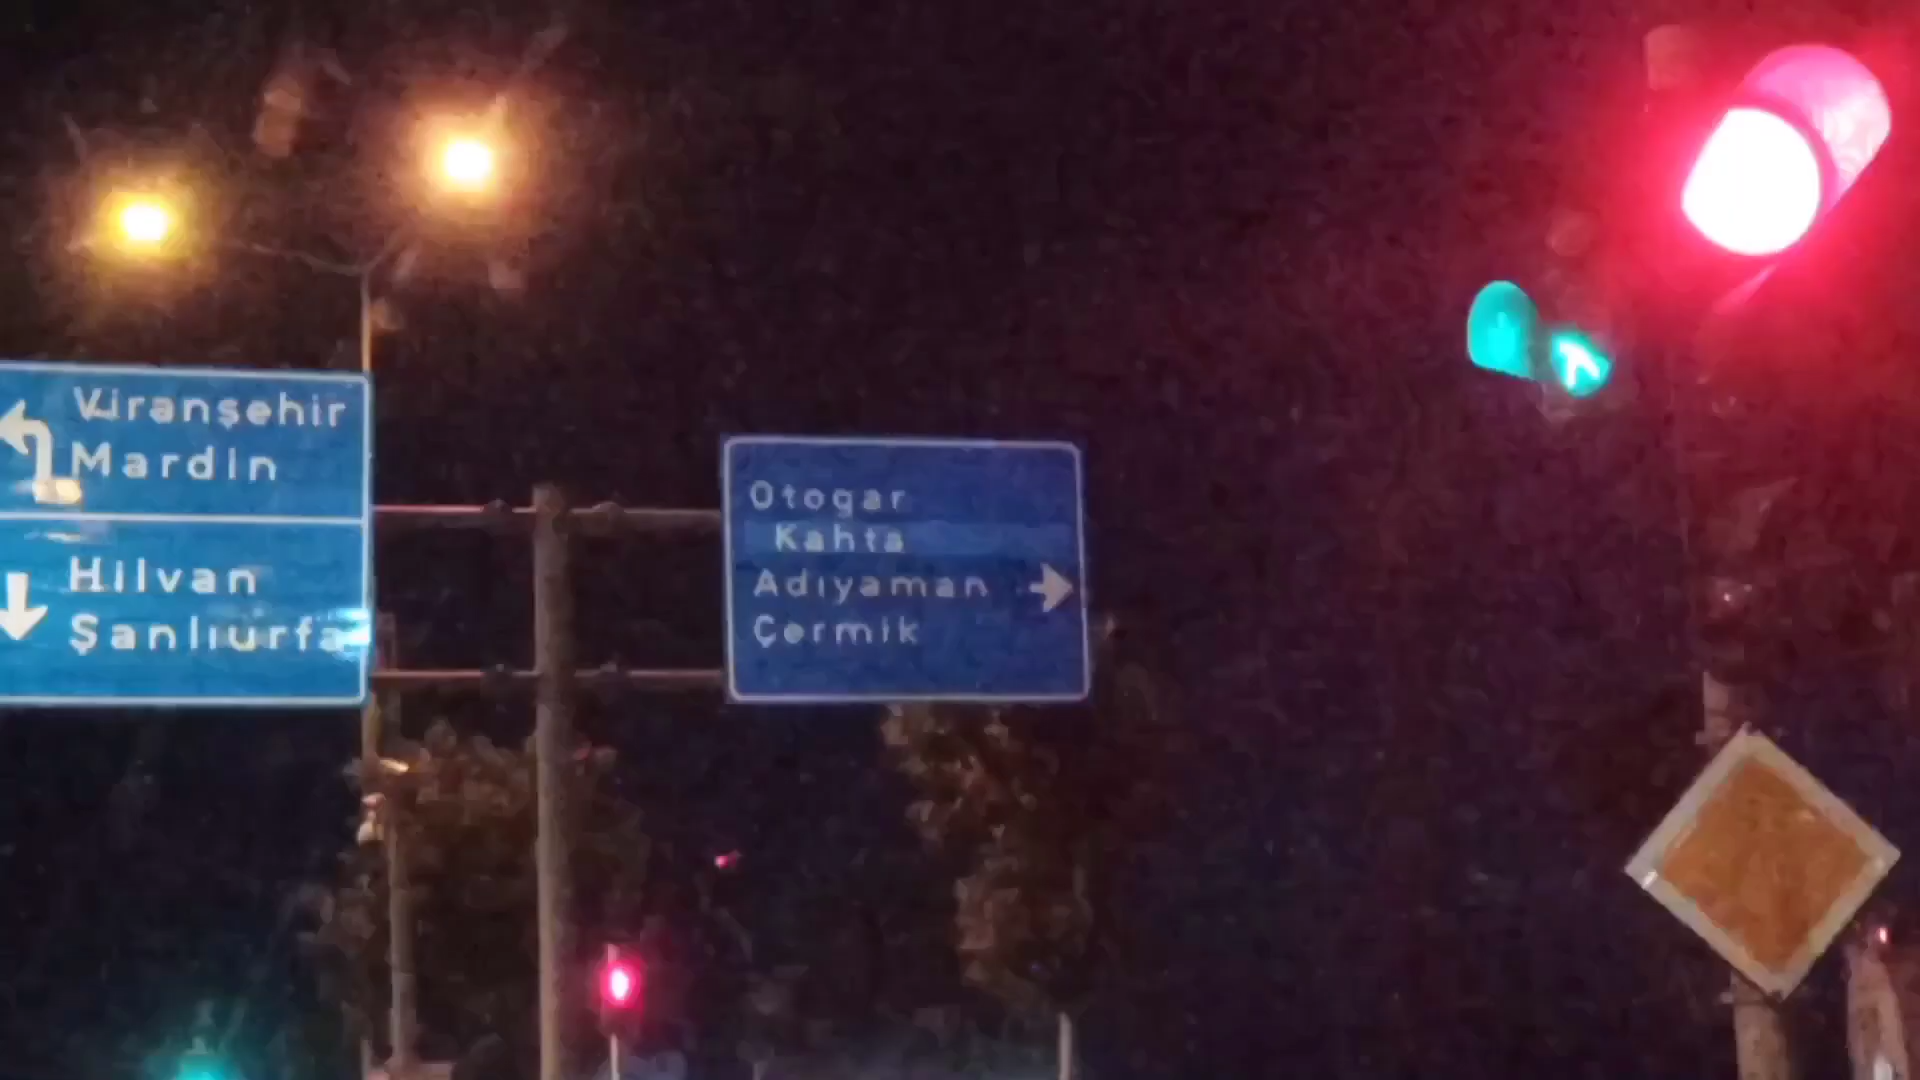 Viranşehir
Mardin
Hilvan
Şanlıurfa
Otogar
Kahta
Adıyaman
Çermik